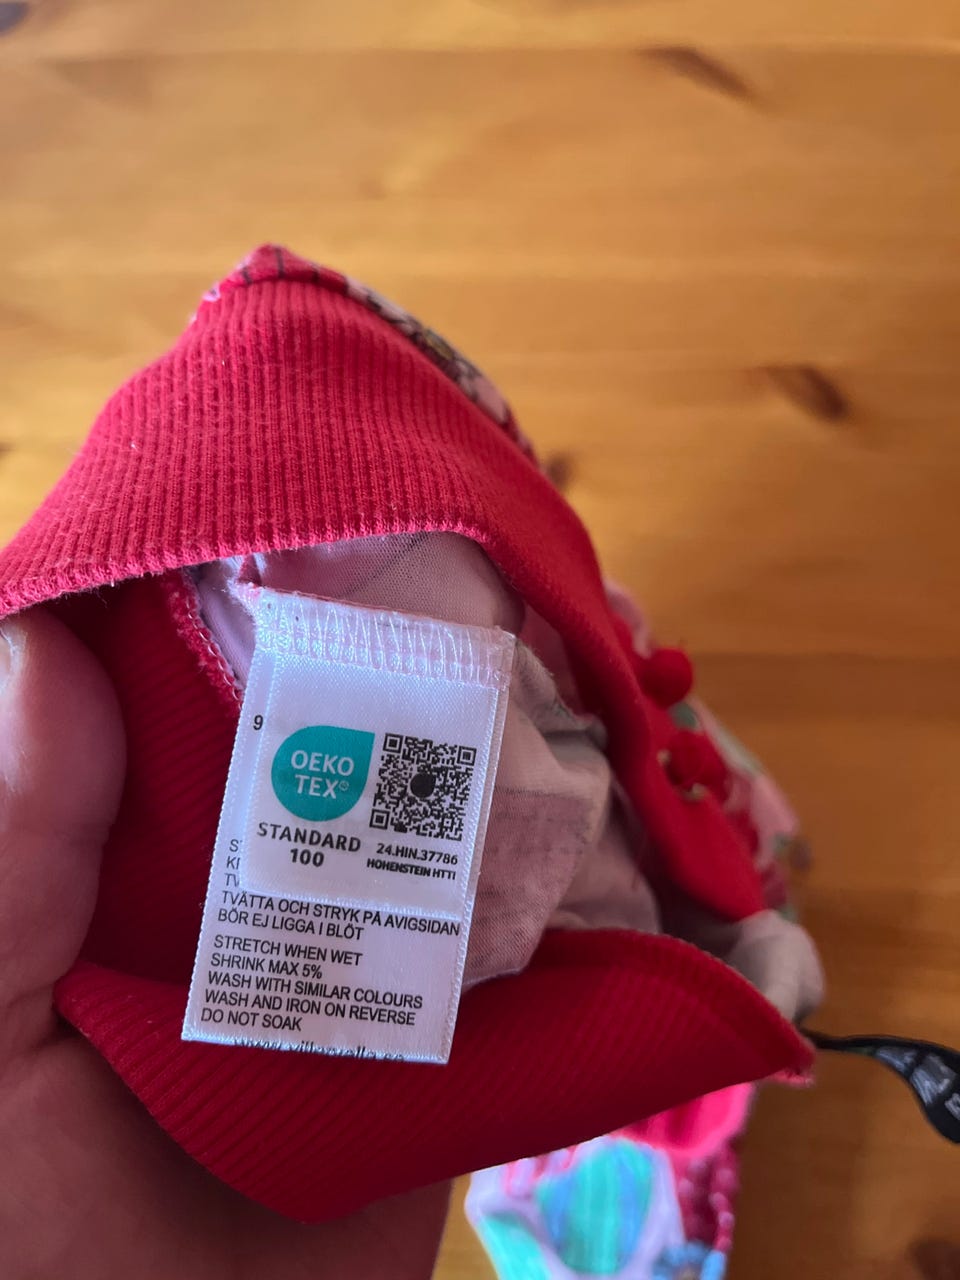 9
OEKO
TEX®
STANDARD
100
24.HIN.37786
HOHENSTEIN HTTI
TVÄTTA OCH STRYK PÅ AVIGSIDAN
BÖR EJ LIGGA I BLÖT
STRETCH WHEN WET
SHRINK MAX 5%
WASH WITH SIMILAR COLOURS
WASH AND IRON ON REVERSE
DO NOT SOAK